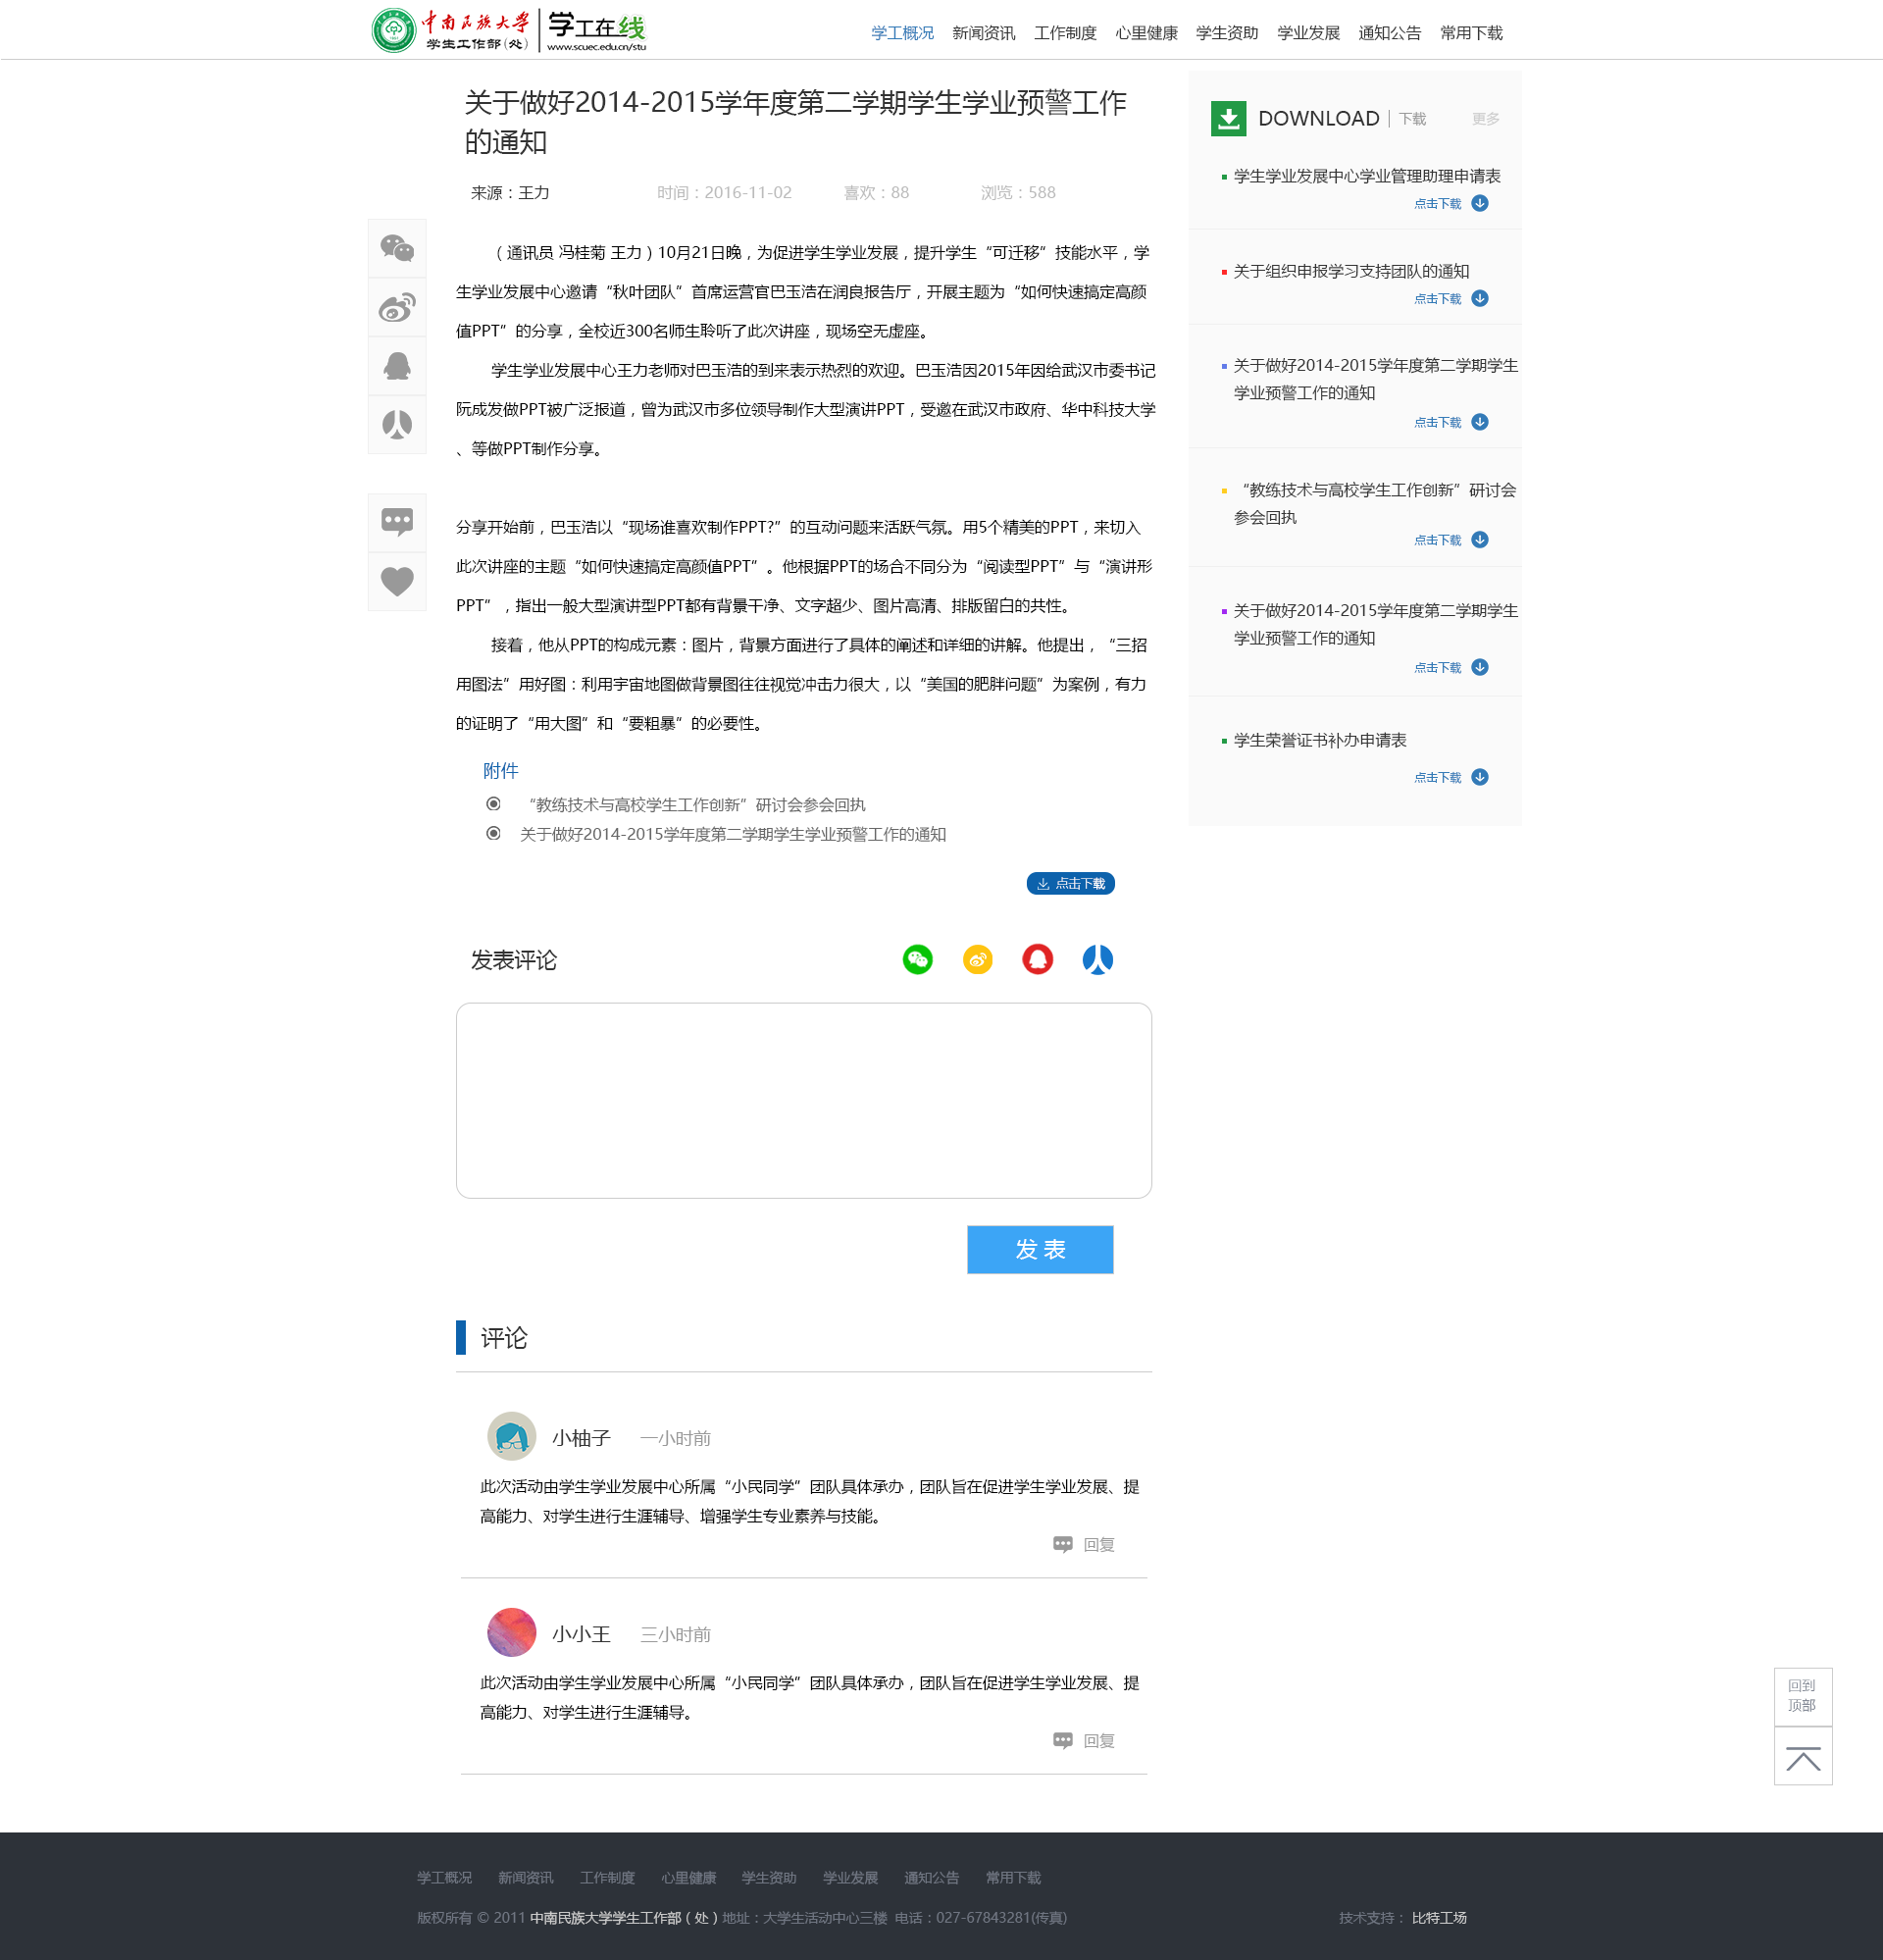 中南民族大学
学生工作部(处)
学工在线
www.scuec.edu.cn/stu
学工概况 新闻资讯 工作制度 心里健康 学生资助 学业发展 通知公告 常用下载
关于做好2014-2015学年度第二学期学生学业预警工作
的通知
来源：王力 时间：2016-11-02 喜欢：88 浏览：588
（通讯员 冯桂菊 王力）10月21日晚，为促进学生学业发展，提升学生“可迁移”技能水平，学
生学业发展中心邀请“秋叶团队”首席运营官巴玉浩在润良报告厅，开展主题为“如何快速搞定高颜
值PPT”的分享，全校近300名师生聆听了此次讲座，现场空无虚座。
学生学业发展中心王力老师对巴玉浩的到来表示热烈的欢迎。巴玉浩因2015年因给武汉市委书记
阮成发做PPT被广泛报道，曾为武汉市多位领导制作大型演讲PPT，受邀在武汉市政府、华中科技大学
、等做PPT制作分享。
分享开始前，巴玉浩以“现场谁喜欢制作PPT?”的互动问题来活跃气氛。用5个精美的PPT，来切入
此次讲座的主题“如何快速搞定高颜值PPT”。他根据PPT的场合不同分为“阅读型PPT”与“演讲形
PPT”，指出一般大型演讲型PPT都有背景干净、文字超少、图片高清、排版留白的共性。
接着，他从PPT的构成元素：图片，背景方面进行了具体的阐述和详细的讲解。他提出，“三招
用图法”用好图：利用宇宙地图做背景图往往视觉冲击力很大，以“美国的肥胖问题”为案例，有力
的证明了“用大图”和“要粗暴”的必要性。
附件
“教练技术与高校学生工作创新”研讨会参会回执
关于做好2014-2015学年度第二学期学生学业预警工作的通知
点击下载
发表评论
发 表
评论
小柚子 一小时前
此次活动由学生学业发展中心所属“小民同学”团队具体承办，团队旨在促进学生学业发展、提
高能力、对学生进行生涯辅导、增强学生专业素养与技能。
回复
小小王 三小时前
此次活动由学生学业发展中心所属“小民同学”团队具体承办，团队旨在促进学生学业发展、提
高能力、对学生进行生涯辅导。
回复
DOWNLOAD 下载 更多
学生学业发展中心学业管理助理申请表
点击下载
关于组织申报学习支持团队的通知
点击下载
关于做好2014-2015学年度第二学期学生
学业预警工作的通知
点击下载
“教练技术与高校学生工作创新”研讨会
参会回执
点击下载
关于做好2014-2015学年度第二学期学生
学业预警工作的通知
点击下载
学生荣誉证书补办申请表
点击下载
回到
顶部
学工概况 新闻资讯 工作制度 心里健康 学生资助 学业发展 通知公告 常用下载
版权所有 © 2011 中南民族大学学生工作部（处）地址：大学生活动中心三楼 电话：027-67843281(传真) 技术支持： 比特工场